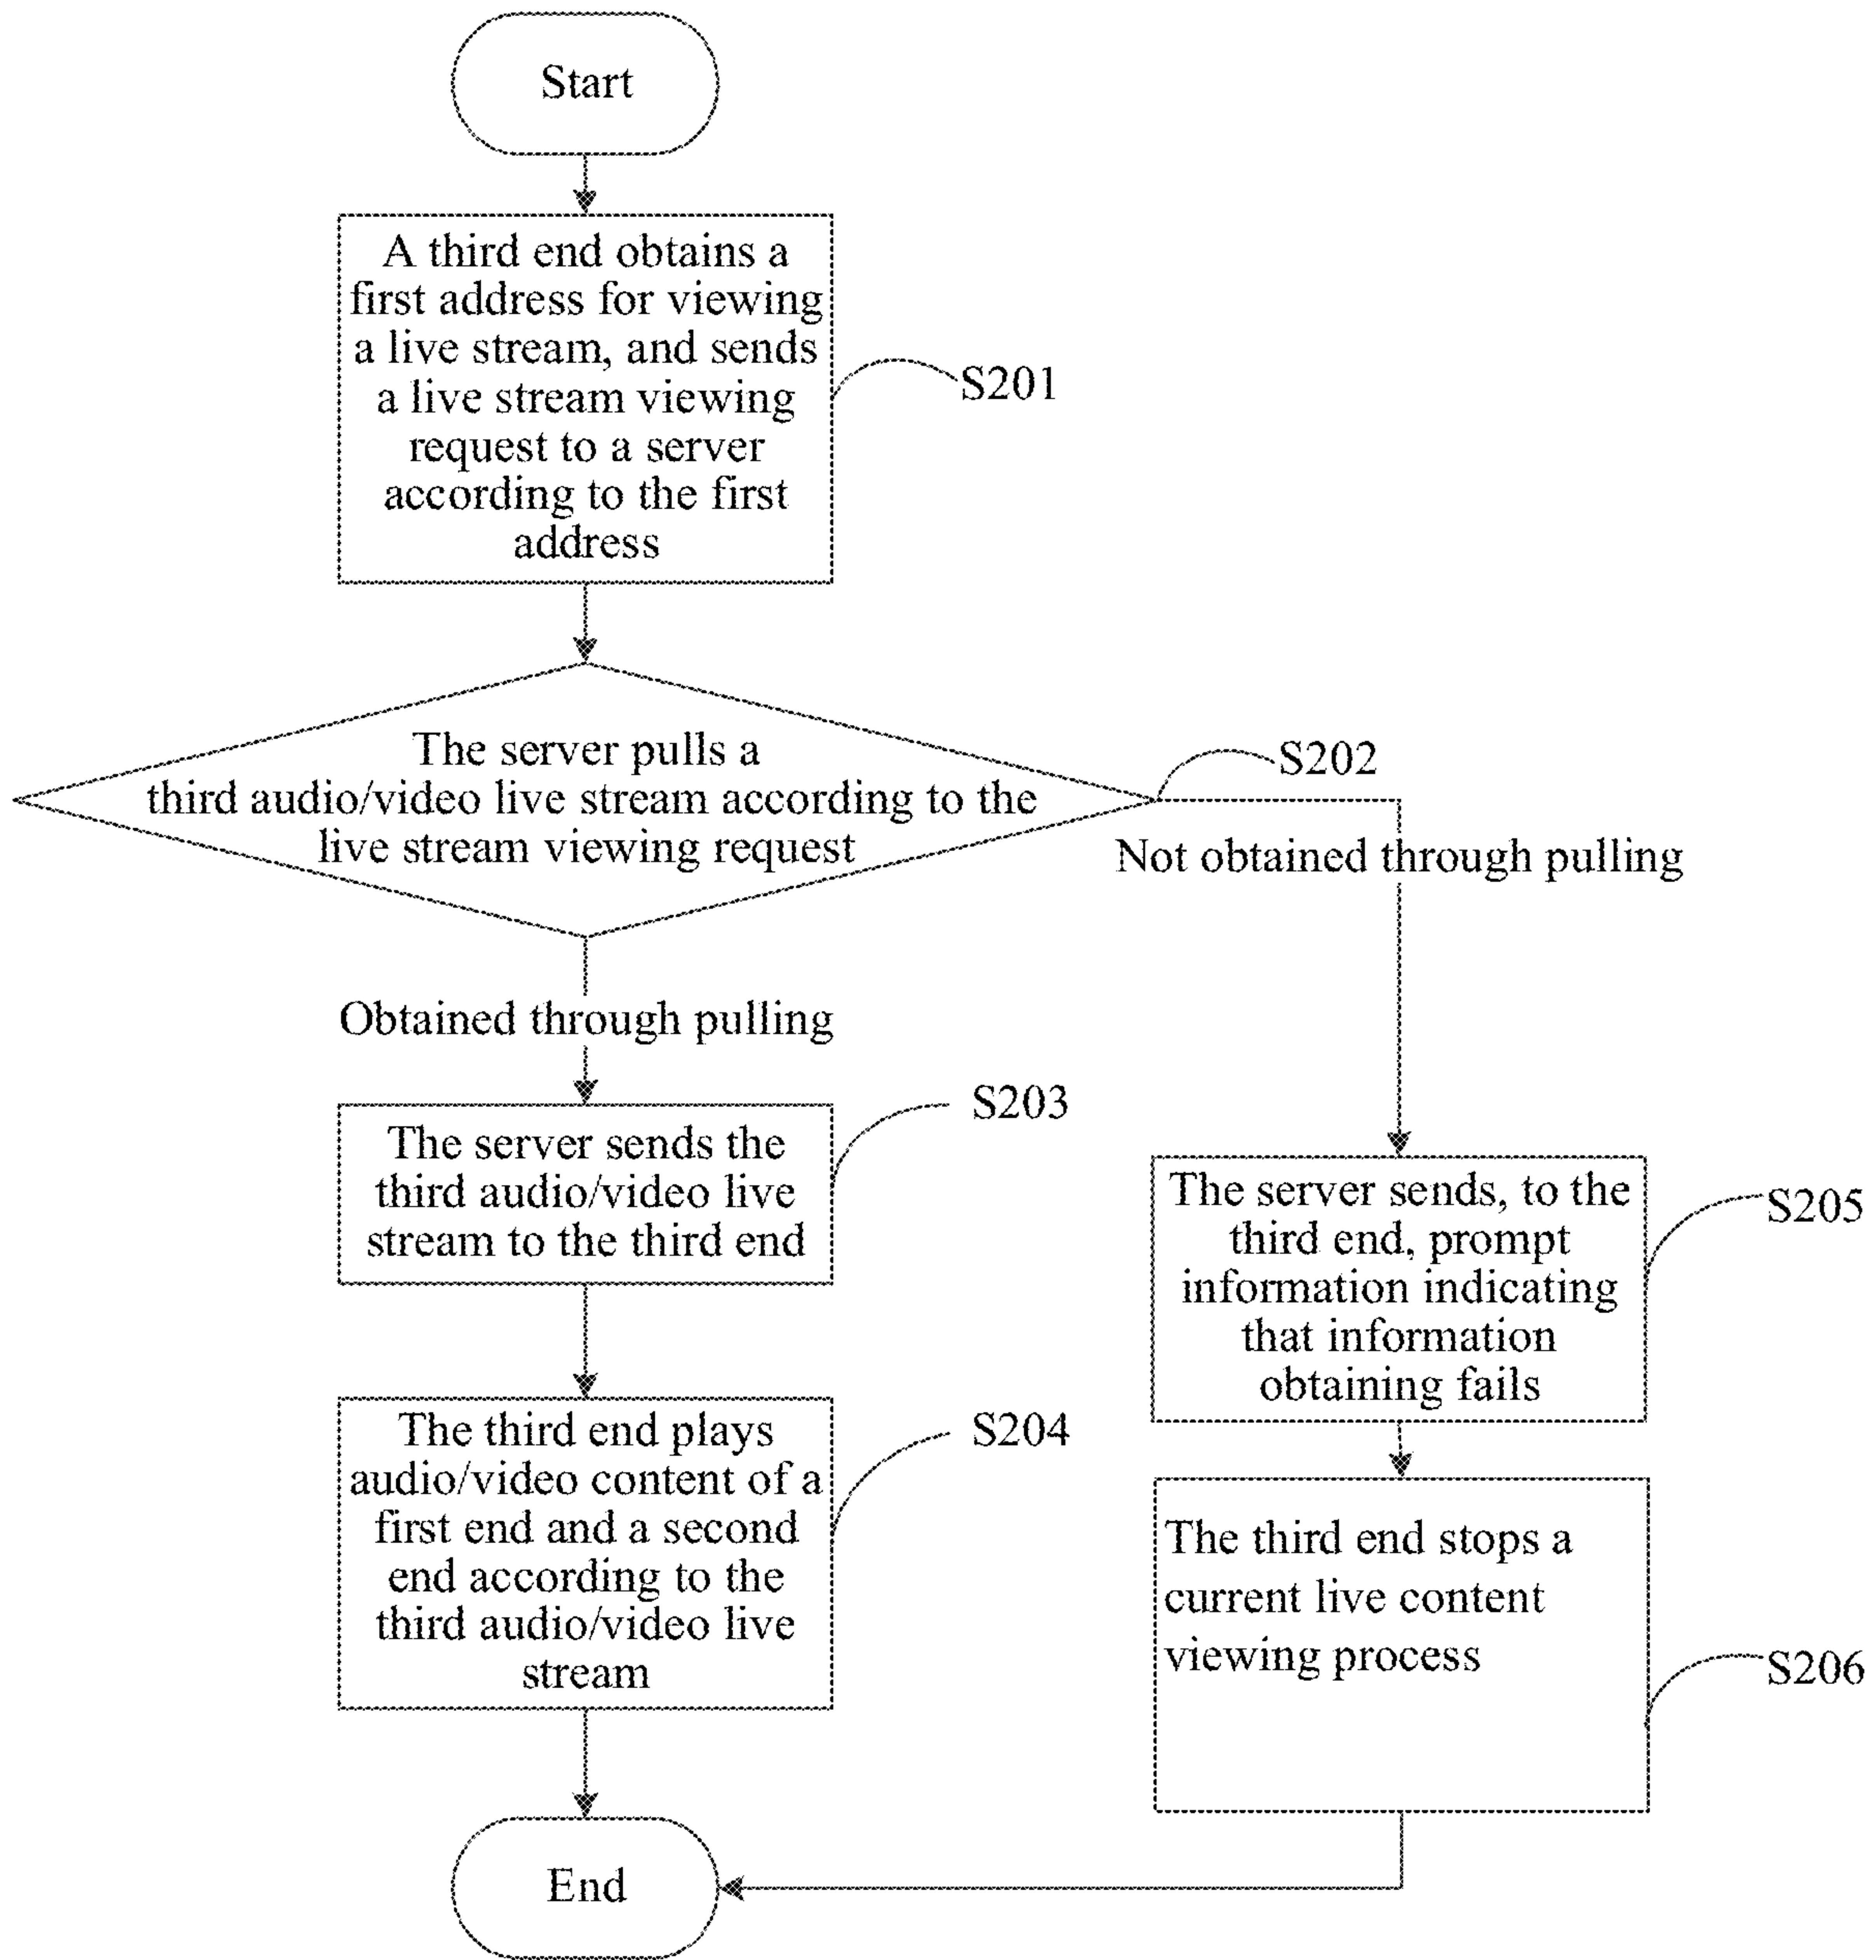 Start
A third end obtains a
first address for viewing
a live stream, and sends
a live stream viewing
request to a server
according to the first
address
S201
The server pulls a
third audio/video live stream according to the
live stream viewing request
S202
Not obtained through pulling
Obtained through pulling
The server sends the
third audio/video live
stream to the third end
S203
The third end plays
audio/video content of a
first end and a second
end according to the
third audio/video live
stream
S204
The server sends, to the
third end, prompt
information indicating
that information
obtaining fails
S205
The third end stops a
current live content
viewing process
S206
End